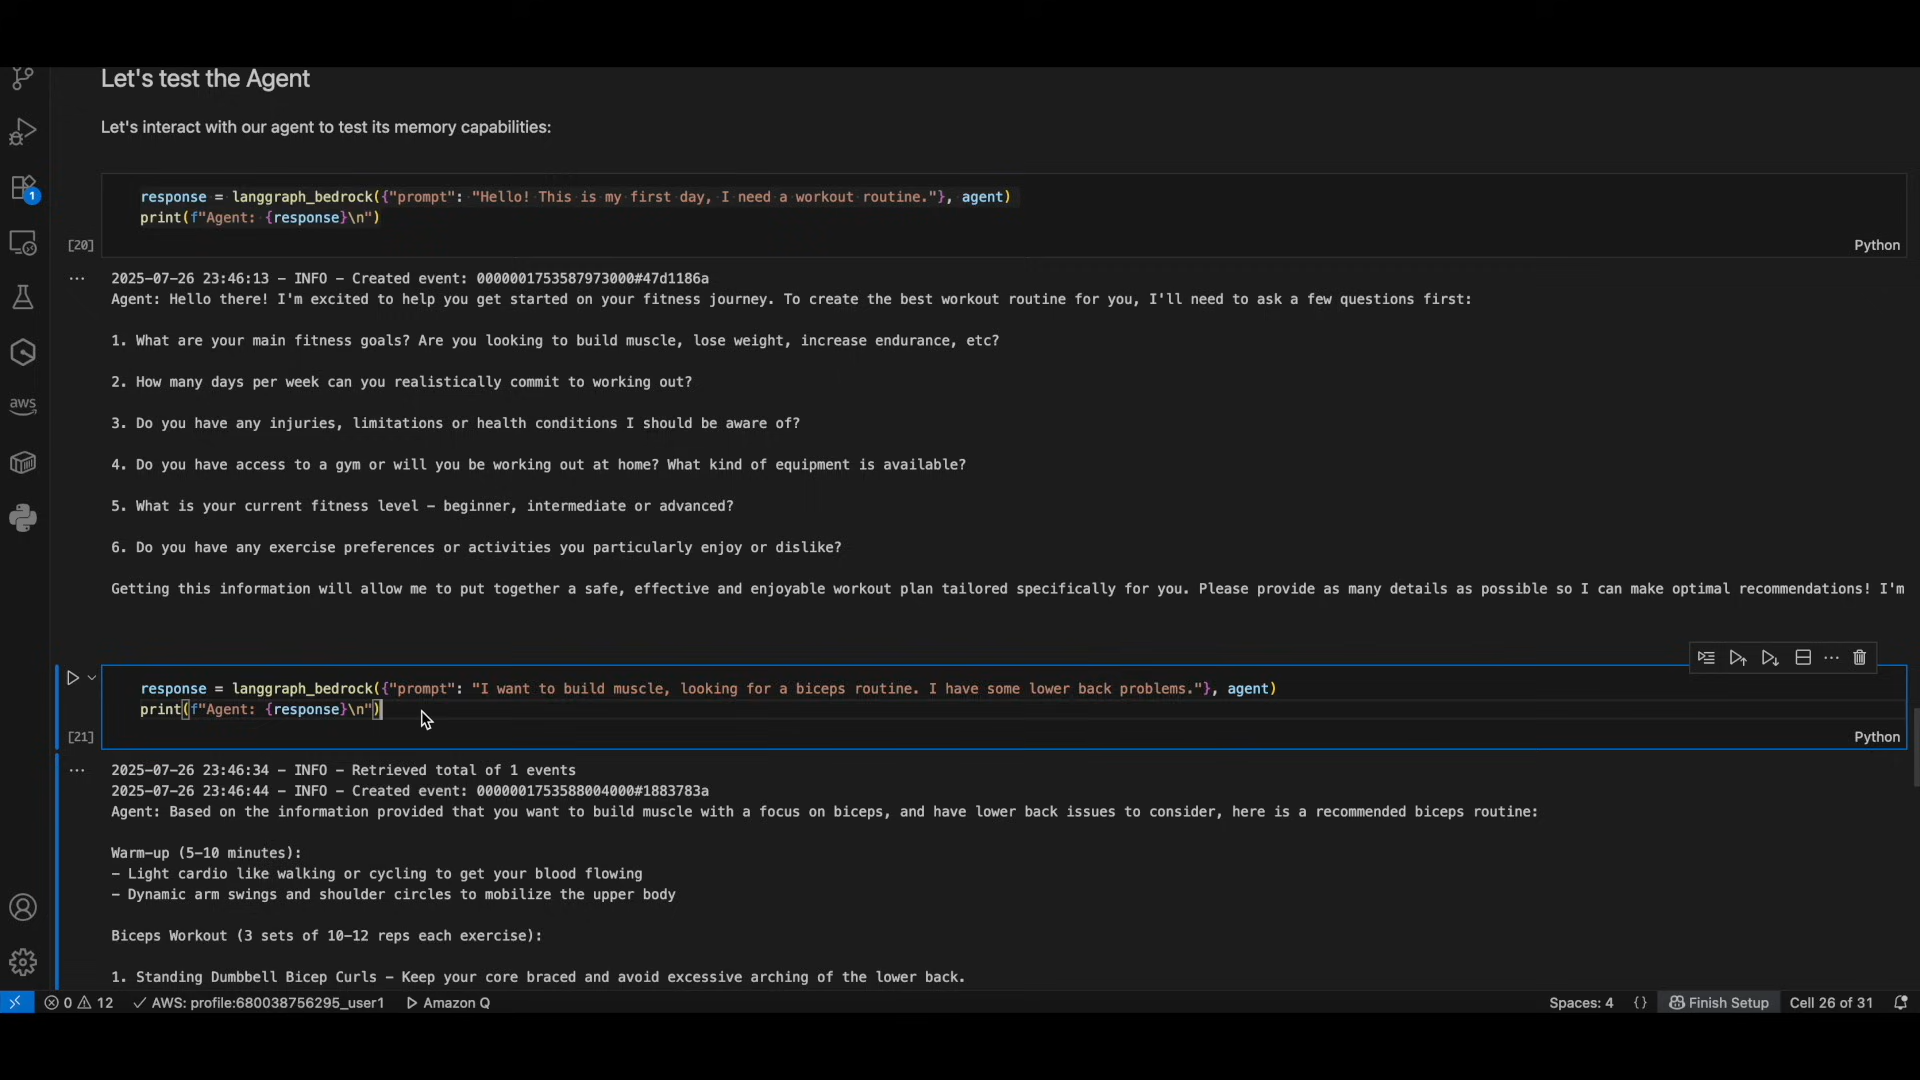 Let's test the Agent
Let's interact with our agent to test its memory capabilities:
response = langgraph_bedrock({"prompt": "Hello! This is my first day, I need a workout routine."}, agent)
print(f"Agent: {response}\n")
[20]
Python
2025-07-26 23:46:13 - INFO - Created event: 0000001753587973000#47d1186a
Agent: Hello there! I'm excited to help you get started on your fitness journey. To create the best workout routine for you, I'll need to ask a few questions first:
1. What are your main fitness goals? Are you looking to build muscle, lose weight, increase endurance, etc?
2. How many days per week can you realistically commit to working out?
3. Do you have any injuries, limitations or health conditions I should be aware of?
4. Do you have access to a gym or will you be working out at home? What kind of equipment is available?
5. What is your current fitness level - beginner, intermediate or advanced?
6. Do you have any exercise preferences or activities you particularly enjoy or dislike?
Getting this information will allow me to put together a safe, effective and enjoyable workout plan tailored specifically for you. Please provide as many details as possible so I can make optimal recommendations! I'm
response = langgraph_bedrock({"prompt": "I want to build muscle, looking for a biceps routine. I have some lower back problems."}, agent)
print(f"Agent: {response}\n")
[21]
Python
2025-07-26 23:46:34 - INFO - Retrieved total of 1 events
2025-07-26 23:46:44 - INFO - Created event: 0000001753588004000#1883783a
Agent: Based on the information provided that you want to build muscle with a focus on biceps, and have lower back issues to consider, here is a recommended biceps routine:
Warm-up (5-10 minutes):
- Light cardio like walking or cycling to get your blood flowing
- Dynamic arm swings and shoulder circles to mobilize the upper body
Biceps Workout (3 sets of 10-12 reps each exercise):
1. Standing Dumbbell Bicep Curls - Keep your core braced and avoid excessive arching of the lower back.
1
aws
0 12 AWS: profile:680038756295_user1 Amazon Q Spaces: 4 {} Finish Setup Cell 26 of 31